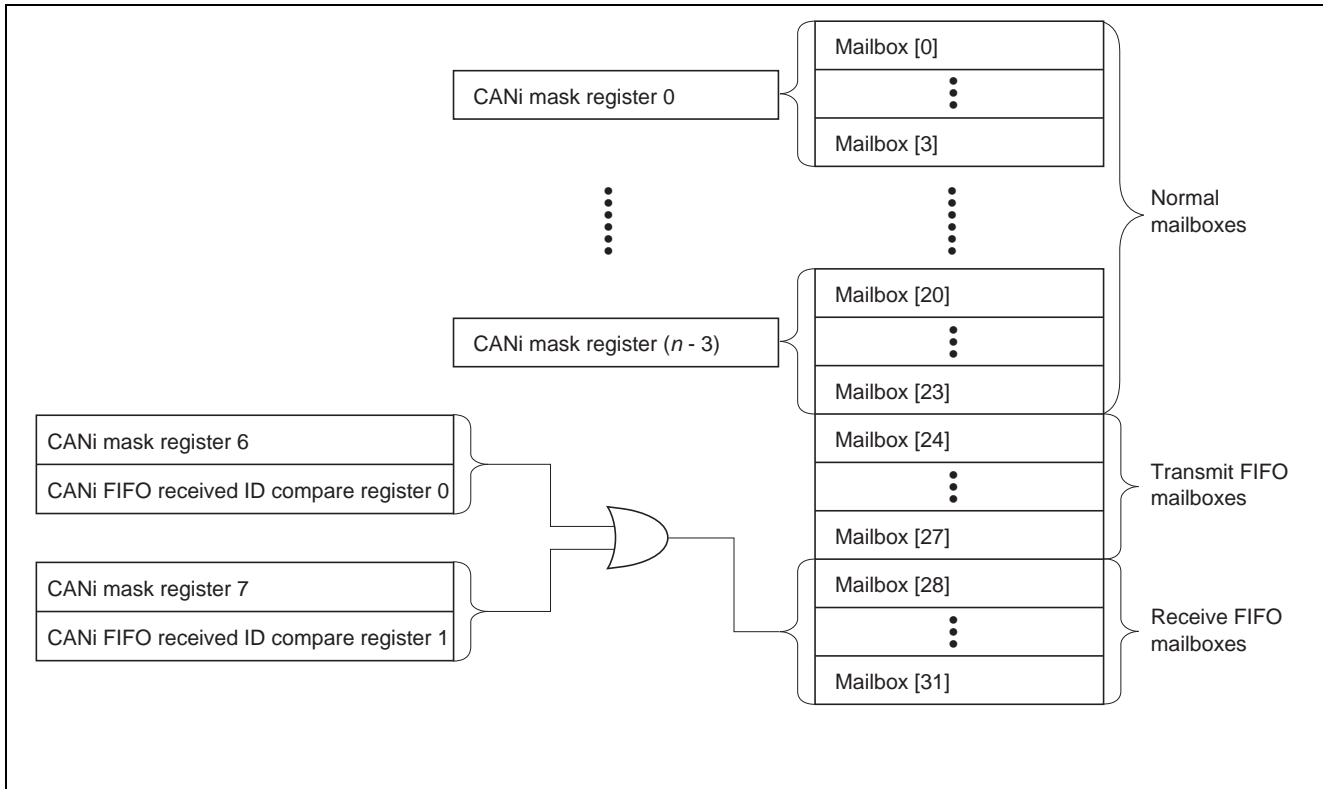 Mailbox [0]
CANi mask register 0
Mailbox [3]
Normal
mailboxes
Mailbox [20]
CANi mask register (n - 3)
Mailbox [23]
CANi mask register 6
CANi FIFO received ID compare register 0
Mailbox [24]
Transmit FIFO
mailboxes
Mailbox [27]
CANi mask register 7
CANi FIFO received ID compare register 1
Mailbox [28]
Receive FIFO
mailboxes
Mailbox [31]